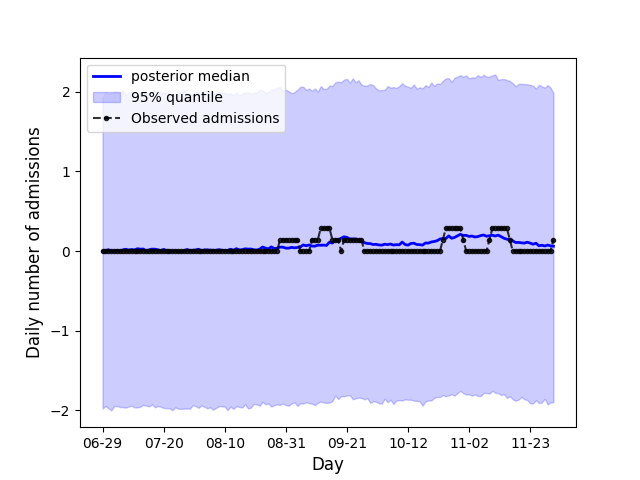 posterior median
95% quantile
Observed admissions
Daily number of admissions
2
1
0
−1
−2
06-29 07-20 08-10 08-31 09-21 10-12 11-02 11-23
Day